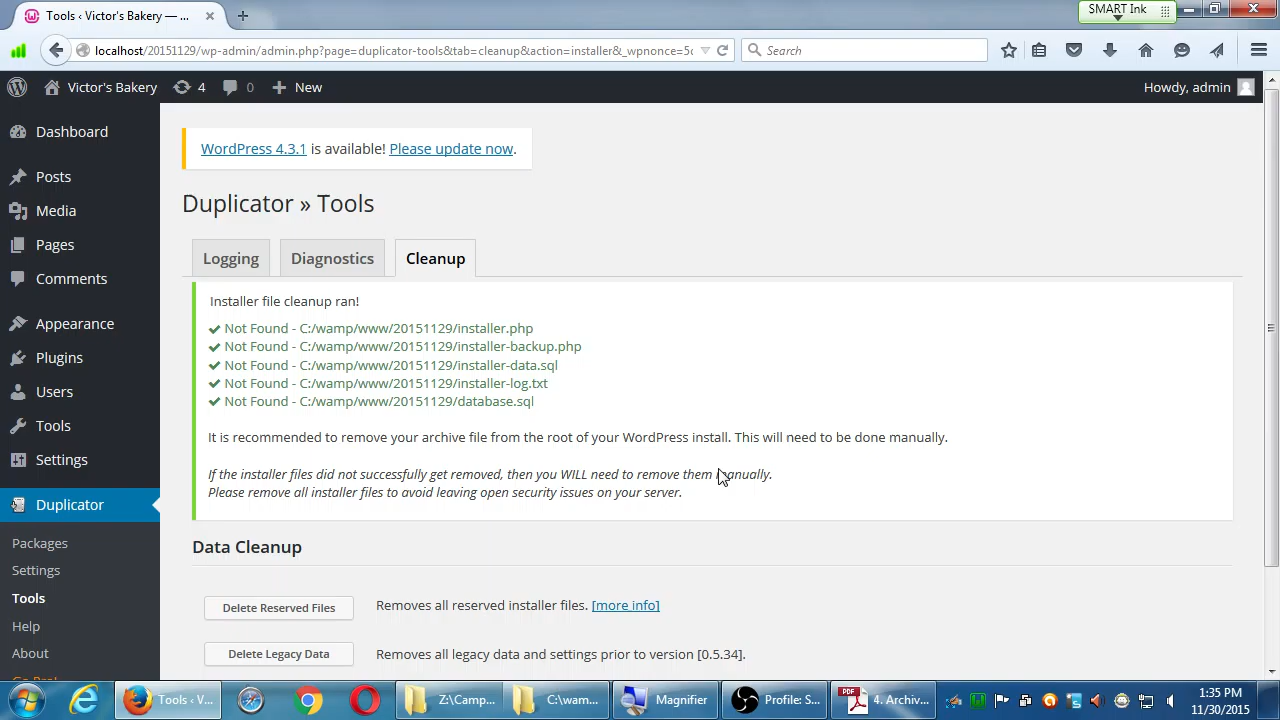 Tools ‹ Victor's Bakery — ...
SMART Ink
localhost/20151129/wp-admin/admin.php?page=duplicator-tools&tab=cleanup&action=installer&_wpnonce=5c
Search
Victor's Bakery
4
0
New
Howdy, admin
Dashboard
Posts
Media
Pages
Comments
Appearance
Plugins
Users
Tools
Settings
Duplicator
Packages
Settings
Tools
Help
About
Go Pro!
WordPress 4.3.1 is available! Please update now.
Duplicator » Tools
Logging
Diagnostics
Cleanup
Installer file cleanup ran!
✔ Not Found - C:/wamp/www/20151129/installer.php
✔ Not Found - C:/wamp/www/20151129/installer-backup.php
✔ Not Found - C:/wamp/www/20151129/installer-data.sql
✔ Not Found - C:/wamp/www/20151129/installer-log.txt
✔ Not Found - C:/wamp/www/20151129/database.sql
It is recommended to remove your archive file from the root of your WordPress install. This will need to be done manually.
If the installer files did not successfully get removed, then you WILL need to remove them manually.
Please remove all installer files to avoid leaving open security issues on your server.
Data Cleanup
Delete Reserved Files
Removes all reserved installer files. [more info]
Delete Legacy Data
Removes all legacy data and settings prior to version [0.5.34].
Tools ‹ V...
Z:\Camp...
C:\wam...
Magnifier
Profile: S...
PDF
4. Archiv...
1:35 PM
11/30/2015